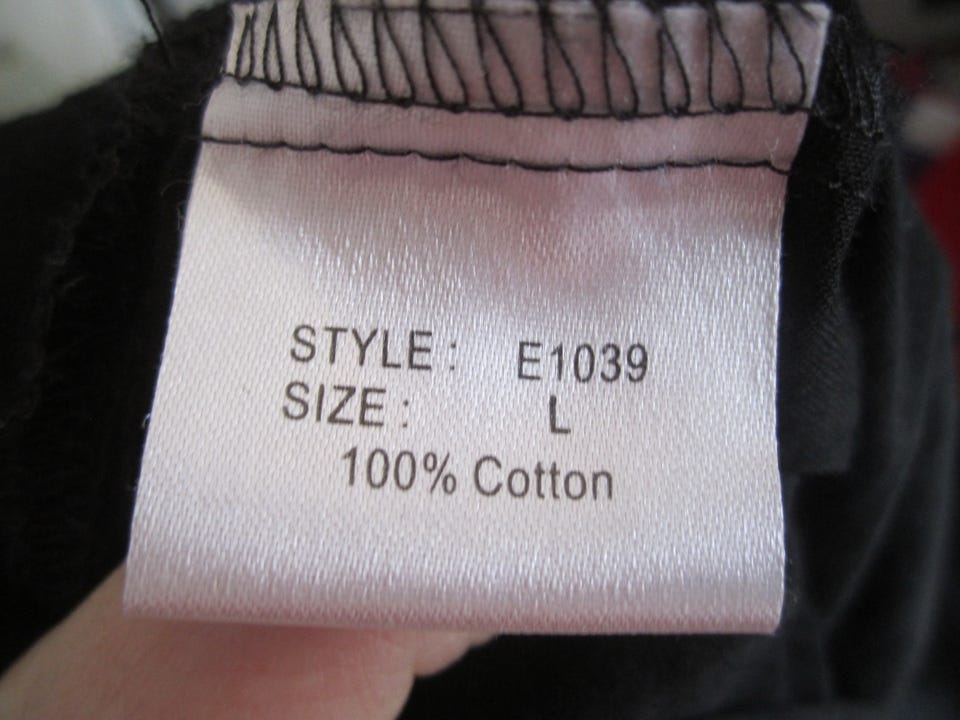 STYLE : E1039
SIZE : L
100% Cotton